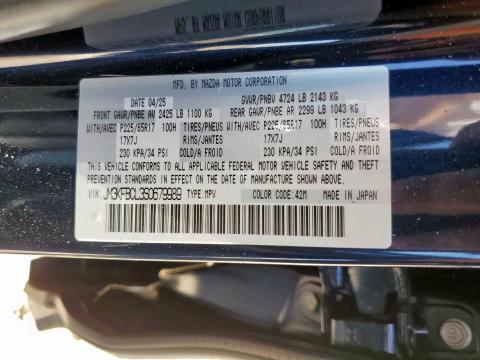 MFD. BY MAZDA MOTOR CORPORATION
DATE 04/25 GVWR/PNBV 4724 LB 2143 KG
FRONT GAWR/PNBE AV 2425 LB 1100 KG REAR GAWR/PNBE AR 2299 LB 1043 KG
WITH/AVEC P225/65R17 100H TIRES/PNEUS WITH/AVEC P225/65R17 100H TIRES/PNEUS
17X7J RIMS/JANTES 17X7J RIMS/JANTES
230 KPA/34 PSI COLD/A FROID 230 KPA/34 PSI COLD/A FROID
THIS VEHICLE CONFORMS TO ALL APPLICABLE FEDERAL MOTOR VEHICLE SAFETY AND THEFT
PREVENTION STANDARDS IN EFFECT ON THE DATE OF MANUFACTURE SHOWN ABOVE.
VIN: JM3KFBCL3S0679989 TYPE:MPV COLOR CODE:42M MADE IN JAPAN